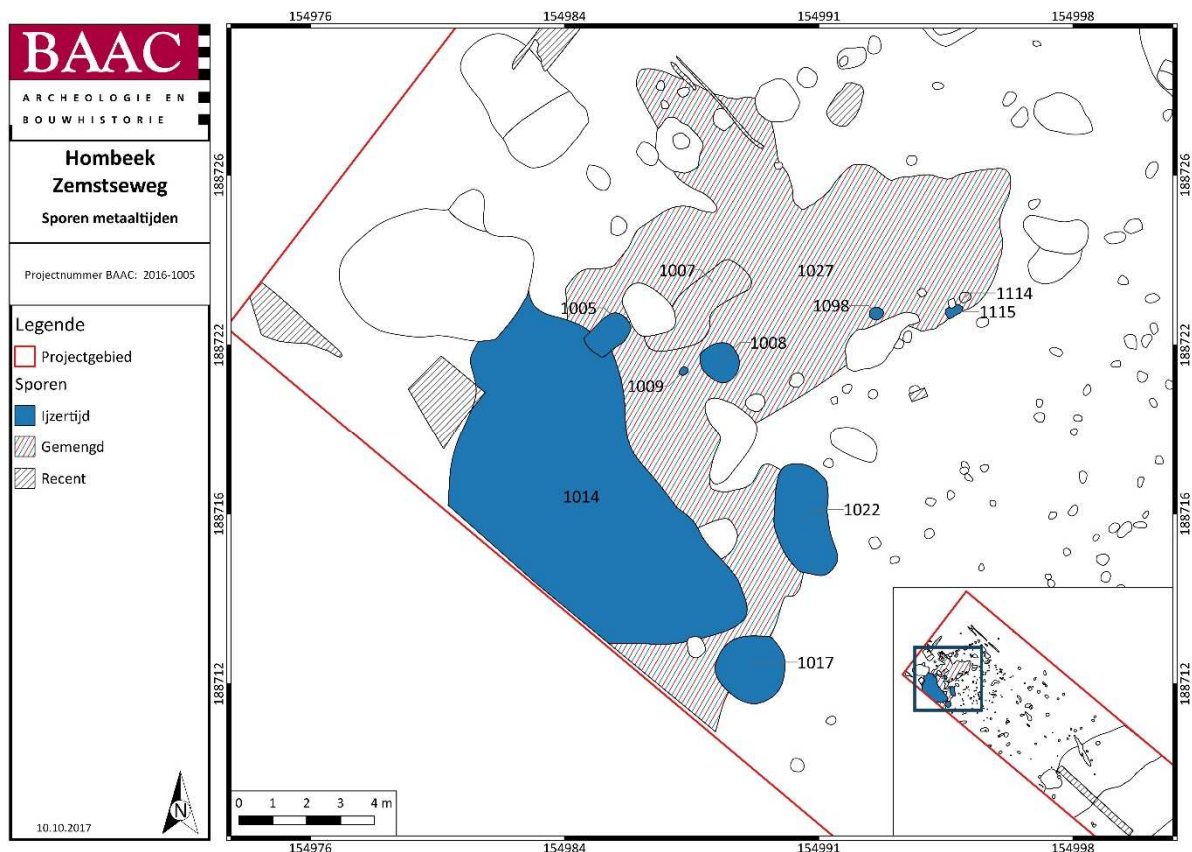 BAAC
ARCHEOLOGIE EN
BOUWHISTORIE
Hombeek
Zemstseweg
Sporen metaaltijden
Projectnummer BAAC: 2016-1005
Legende
Projectgebied
Sporen
Ijzertijd
Gemengd
Recent
N
10.10.2017
154976
154984
154991
154998
188726
188722
188716
188712
188726
188722
188716
188712
1007
1027
1005
1098
1114
1115
1008
1009
1014
1022
1017
0 1 2 3 4 m
154976
154984
154991
154998